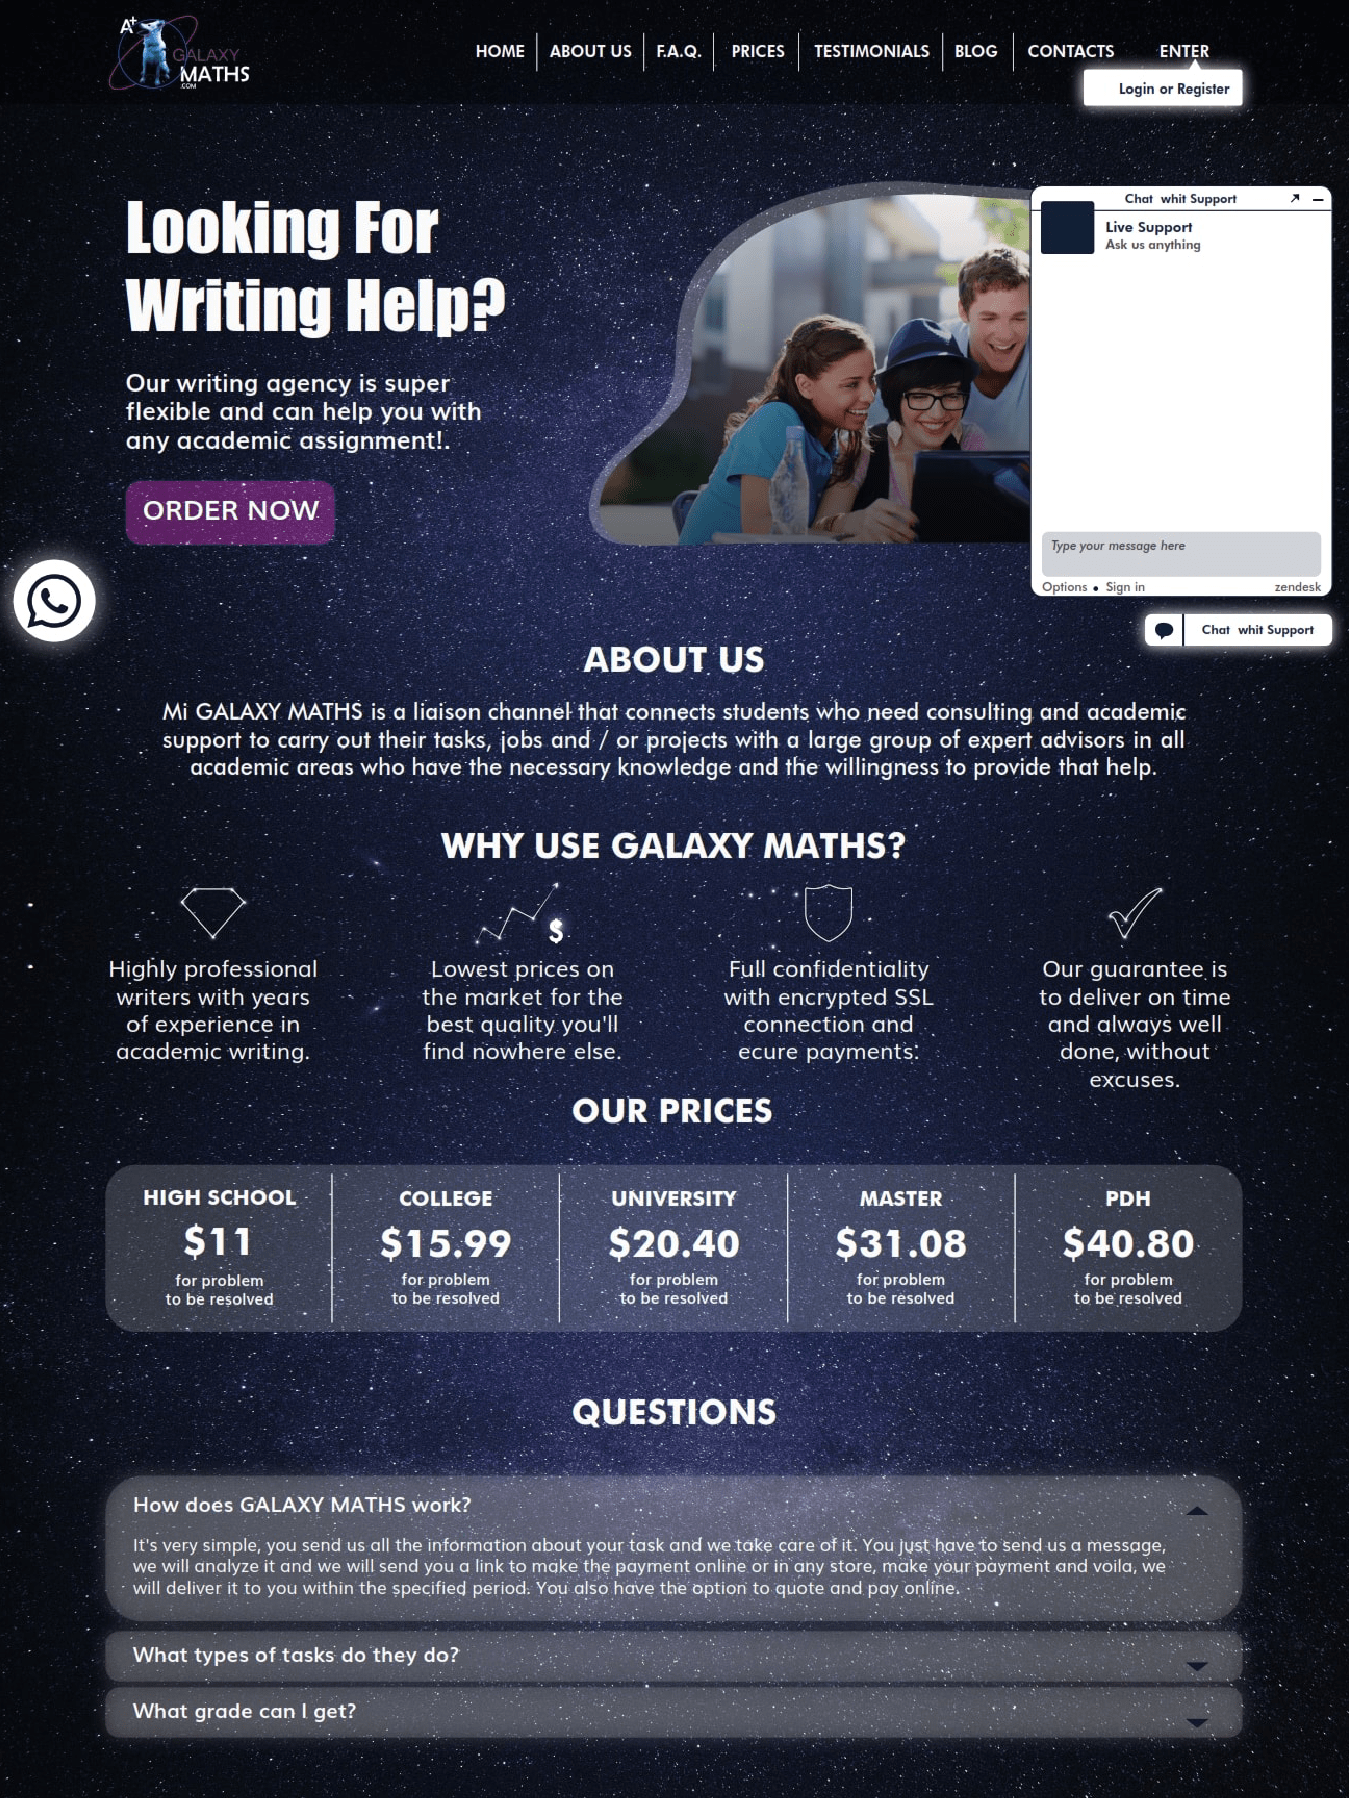 A+
GALAXY
MATHS
.COM
HOME
ABOUT US
F.A.Q.
PRICES
TESTIMONIALS
BLOG
CONTACTS
ENTER
Login or Register
Looking For
Writing Help?
Our writing agency is super
flexible and can help you with
any academic assignment!.
ORDER NOW
Chat whit Support
Live Support
Ask us anything
Type your message here
Options • Sign in
zendesk
Chat whit Support
ABOUT US
Mi GALAXY MATHS is a liaison channel that connects students who need consulting and academic
support to carry out their tasks, jobs and / or projects with a large group of expert advisors in all
academic areas who have the necessary knowledge and the willingness to provide that help.
WHY USE GALAXY MATHS?
$
Highly professional
writers with years
of experience in
academic writing.
Lowest prices on
the market for the
best quality you'll
find nowhere else.
Full confidentiality
with encrypted SSL
connection and
ecure payments.
Our guarantee is
to deliver on time
and always well
done, without
excuses.
OUR PRICES
HIGH SCHOOL
$11
for problem
to be resolved
COLLEGE
$15.99
for problem
to be resolved
UNIVERSITY
$20.40
for problem
to be resolved
MASTER
$31.08
for problem
to be resolved
PDH
$40.80
for problem
to be resolved
QUESTIONS
How does GALAXY MATHS work?
It's very simple, you send us all the information about your task and we take care of it. You just have to send us a message,
we will analyze it and we will send you a link to make the payment online or in any store, make your payment and voila, we
will deliver it to you within the specified period. You also have the option to quote and pay online.
What types of tasks do they do?
What grade can I get?